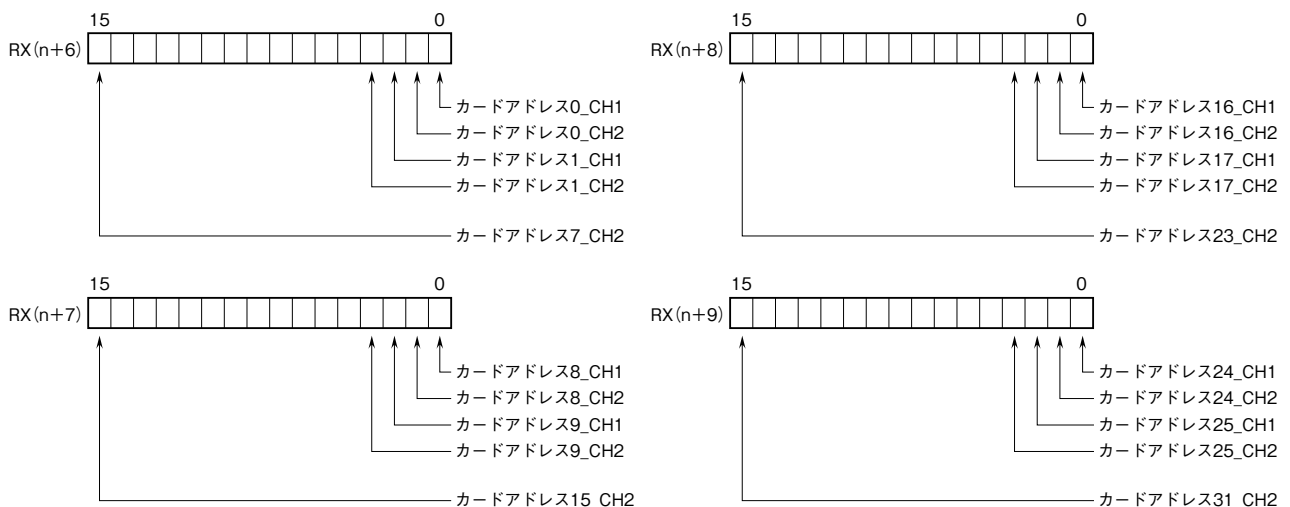 15 0
RX(n+6)
カードアドレス0_CH1
カードアドレス0_CH2
カードアドレス1_CH1
カードアドレス1_CH2
カードアドレス7_CH2
15 0
RX(n+8)
カードアドレス16_CH1
カードアドレス16_CH2
カードアドレス17_CH1
カードアドレス17_CH2
カードアドレス23_CH2
15 0
RX(n+7)
カードアドレス8_CH1
カードアドレス8_CH2
カードアドレス9_CH1
カードアドレス9_CH2
カードアドレス15 CH2
15 0
RX(n+9)
カードアドレス24_CH1
カードアドレス24_CH2
カードアドレス25_CH1
カードアドレス25_CH2
カードアドレス31 CH2